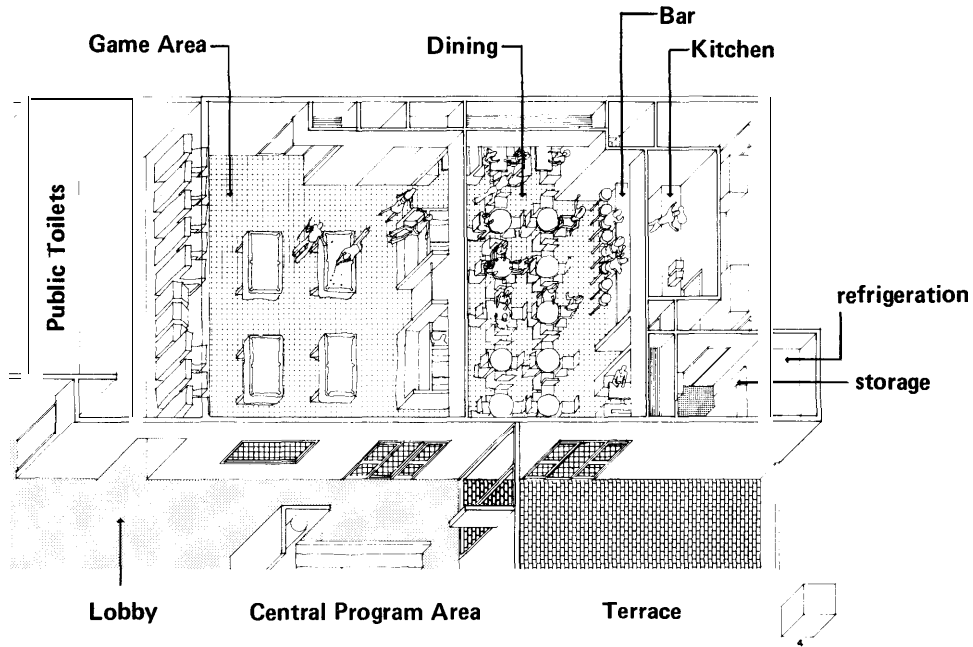 Bar
Game Area
Dining
Kitchen
Public Toilets
refrigeration
storage
Lobby
Central Program Area
Terrace
4